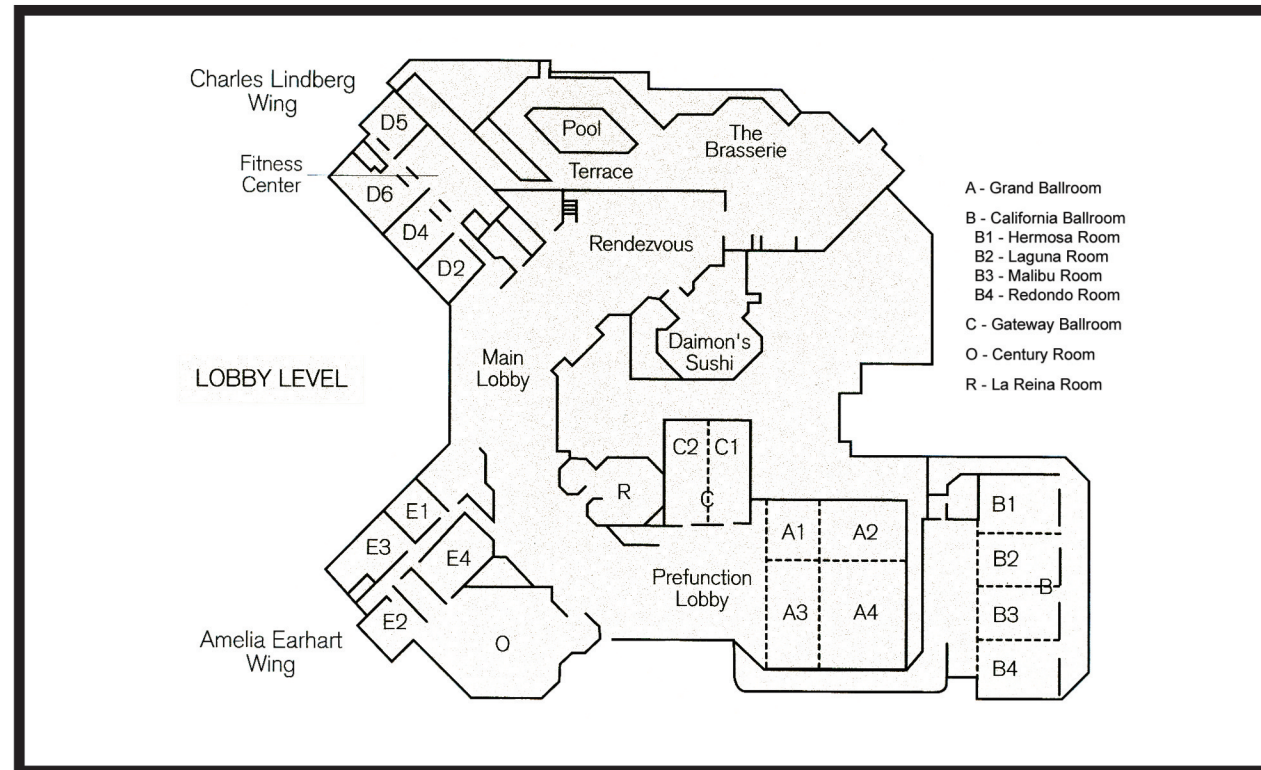 Charles Lindberg
Wing
D5
Pool
The
Brasserie
Fitness
Center
Terrace
D6
D4
D2
Rendezvous
A - Grand Ballroom
B - California Ballroom
B1 - Hermosa Room
B2 - Laguna Room
B3 - Malibu Room
B4 - Redondo Room
C - Gateway Ballroom
O - Century Room
R - La Reina Room
Daimon's
Sushi
Main
Lobby
LOBBY LEVEL
C2
C1
C
R
E1
E3
E4
E2
A1
A2
A3
A4
B1
B2
B
B3
B4
Prefunction
Lobby
O
Amelia Earhart
Wing